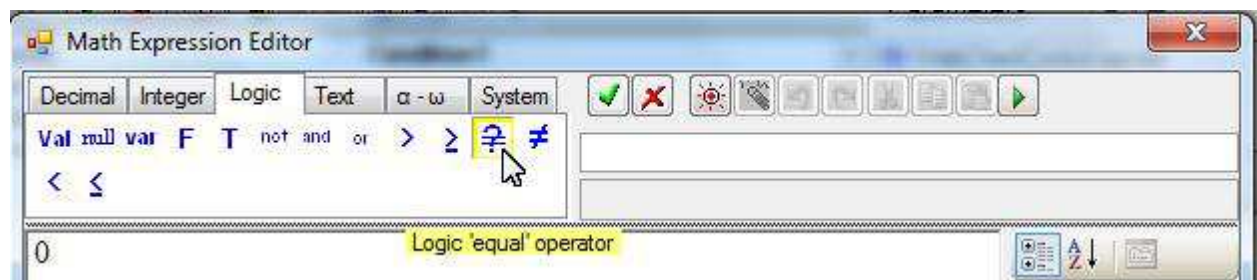 Math Expression Editor
Decimal Integer Logic Text α - ω System
Val null var F T not and or > ≥ ≟ ≠
< ≤
Logic 'equal' operator
0
A Z